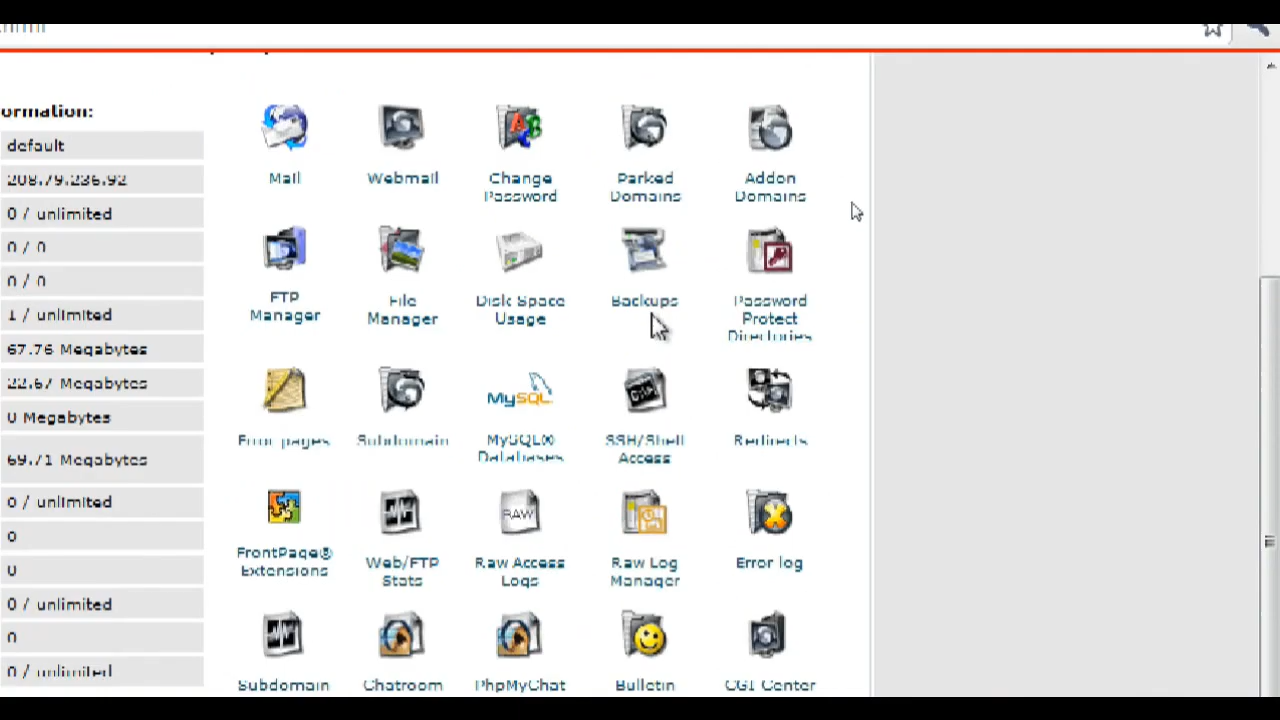 ormation:
default
208.79.236.92
0 / unlimited
0 / 0
0 / 0
1 / unlimited
67.76 Megabytes
22.67 Megabytes
0 Megabytes
69.71 Megabytes
0 / unlimited
0
0
0 / unlimited
0
0 / unlimited
Mail
Webmail
Change
Password
Parked
Domains
Addon
Domains
FTP
Manager
File
Manager
Disk Space
Usage
Backups
Password
Protect
Directories
Error pages
Subdomain
MySQL
MySQL®
Databases
SSH/Shell
Access
Redirects
FrontPage®
Extensions
Web/FTP
Stats
RAW
Raw Access
Logs
Raw Log
Manager
Error log
Subdomain
Chatroom
PhpMyChat
Bulletin
CGI Center